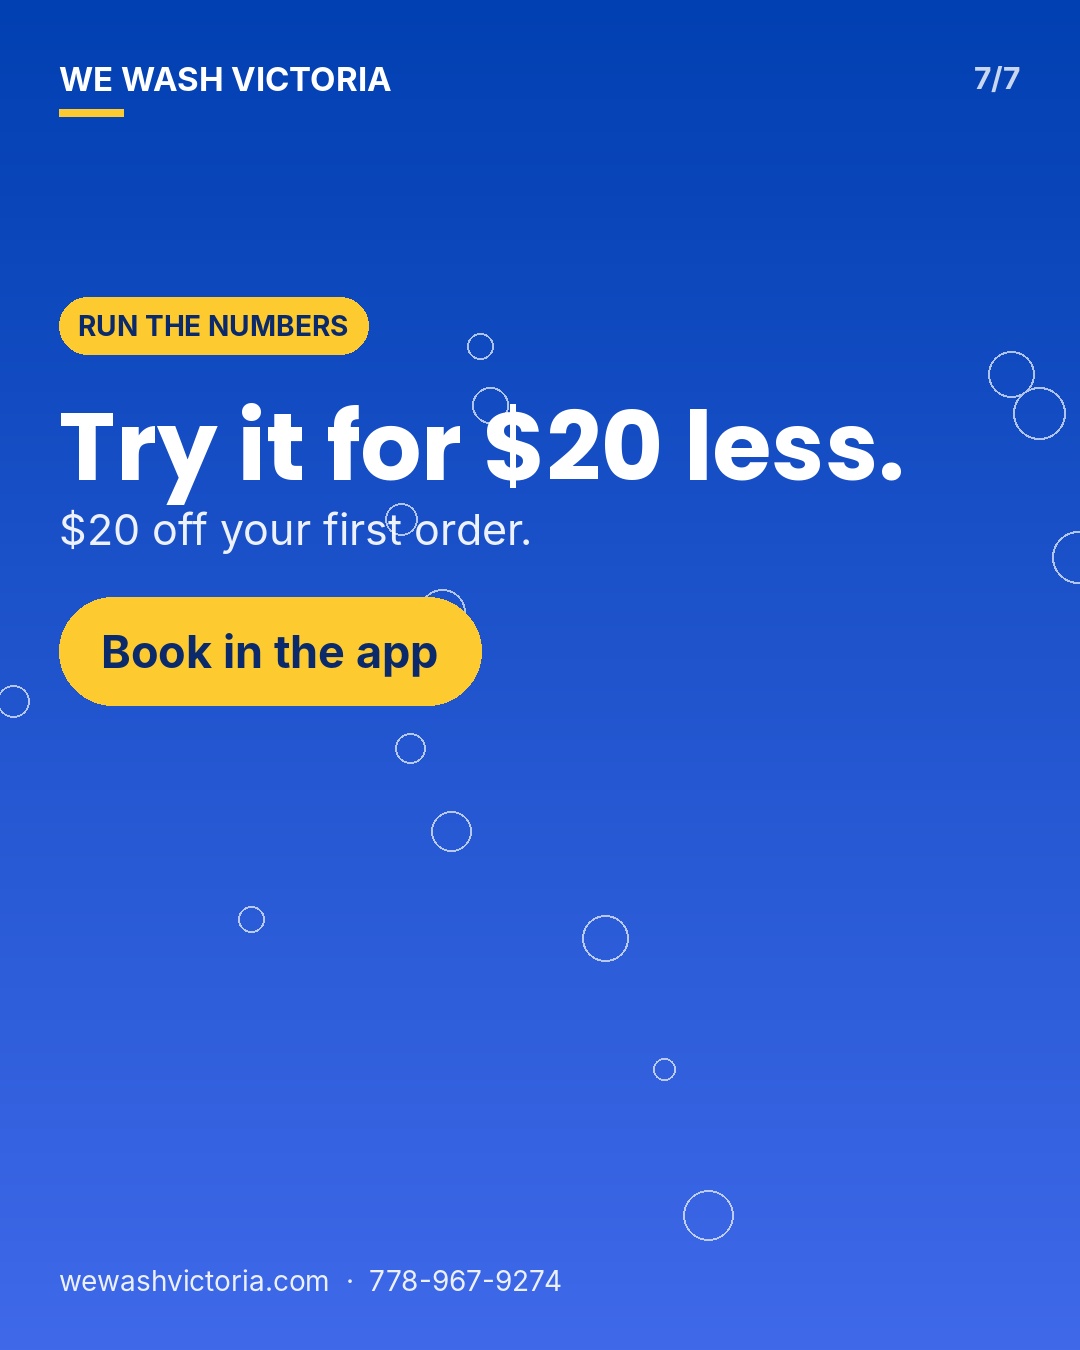 WE WASH VICTORIA
7/7
RUN THE NUMBERS
Try it for $20 less.
$20 off your first order.
Book in the app
wewashvictoria.com · 778-967-9274